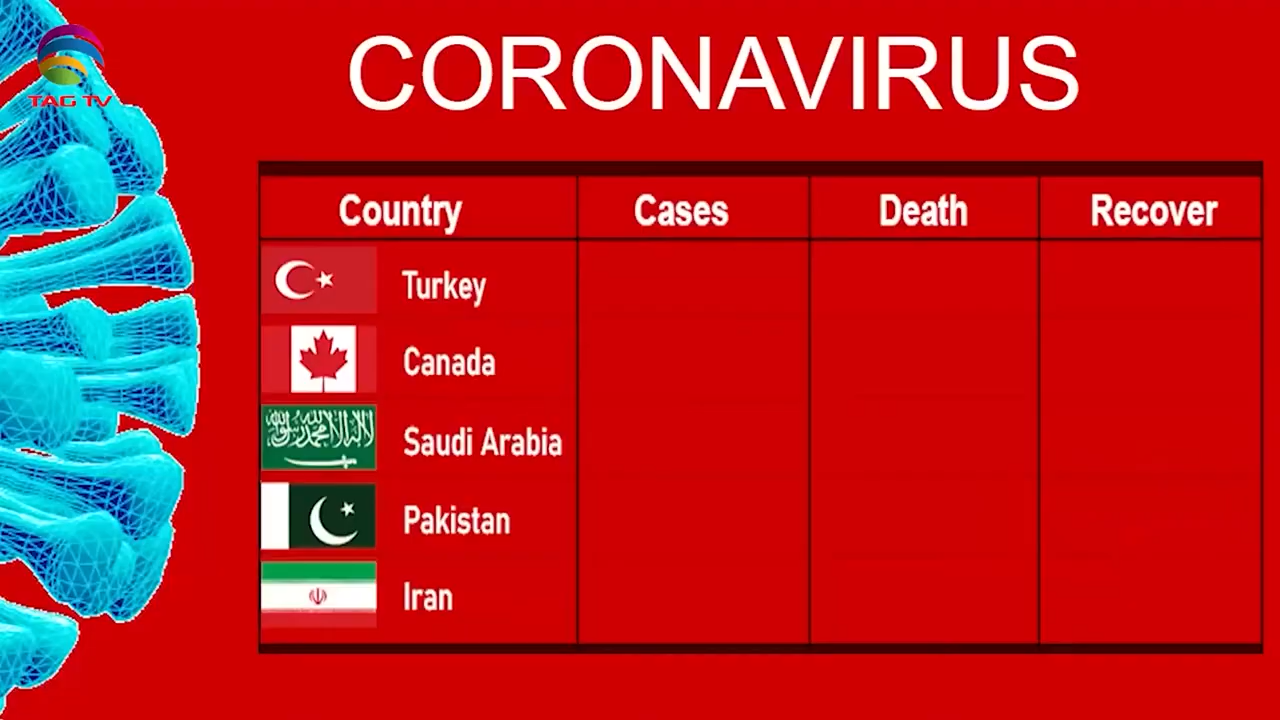 TAG TV
CORONAVIRUS
Country Cases Death Recover
Turkey
Canada
Saudi Arabia
Pakistan
Iran